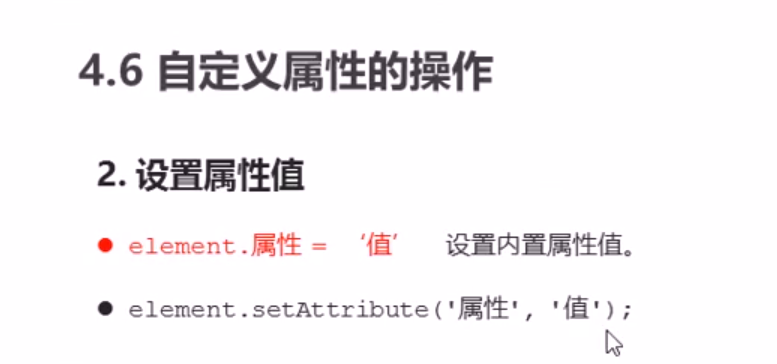 4.6 自定义属性的操作
2. 设置属性值
● element.属性 = ‘值’ 设置内置属性值。
● element.setAttribute('属性', '值');